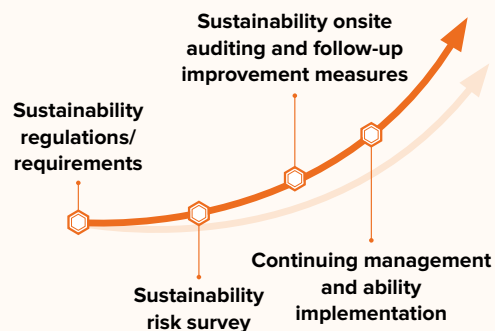 Sustainability onsite
auditing and follow-up
improvement measures
Sustainability
regulations/
requirements
Continuing management
and ability
implementation
Sustainability
risk survey